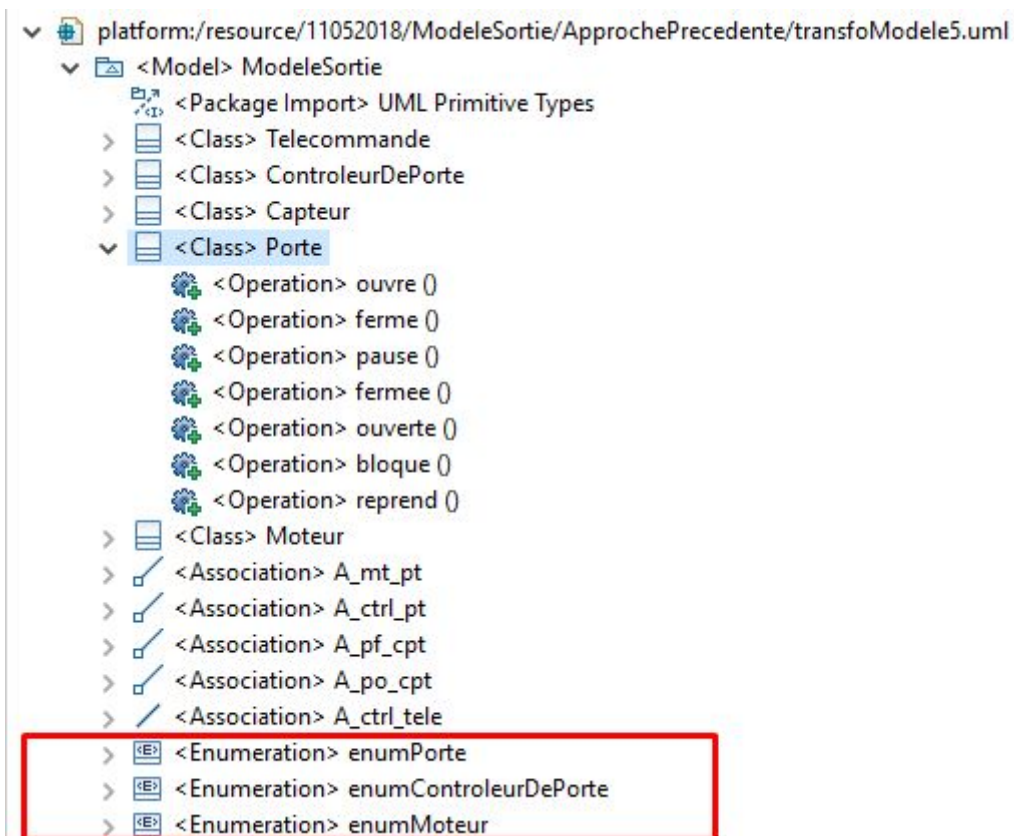 platform:/resource/11052018/ModeleSortie/ApprochePrecedente/transfoModele5.uml
<Model> ModeleSortie
<Package Import> UML Primitive Types
<Class> Telecommande
<Class> ControleurDePorte
<Class> Capteur
<Class> Porte
<Operation> ouvre ()
<Operation> ferme ()
<Operation> pause ()
<Operation> fermee ()
<Operation> ouverte ()
<Operation> bloque ()
<Operation> reprend ()
<Class> Moteur
<Association> A_mt_pt
<Association> A_ctrl_pt
<Association> A_pf_cpt
<Association> A_po_cpt
<Association> A_ctrl_tele
<Enumeration> enumPorte
<Enumeration> enumControleurDePorte
<Enumeration> enumMoteur